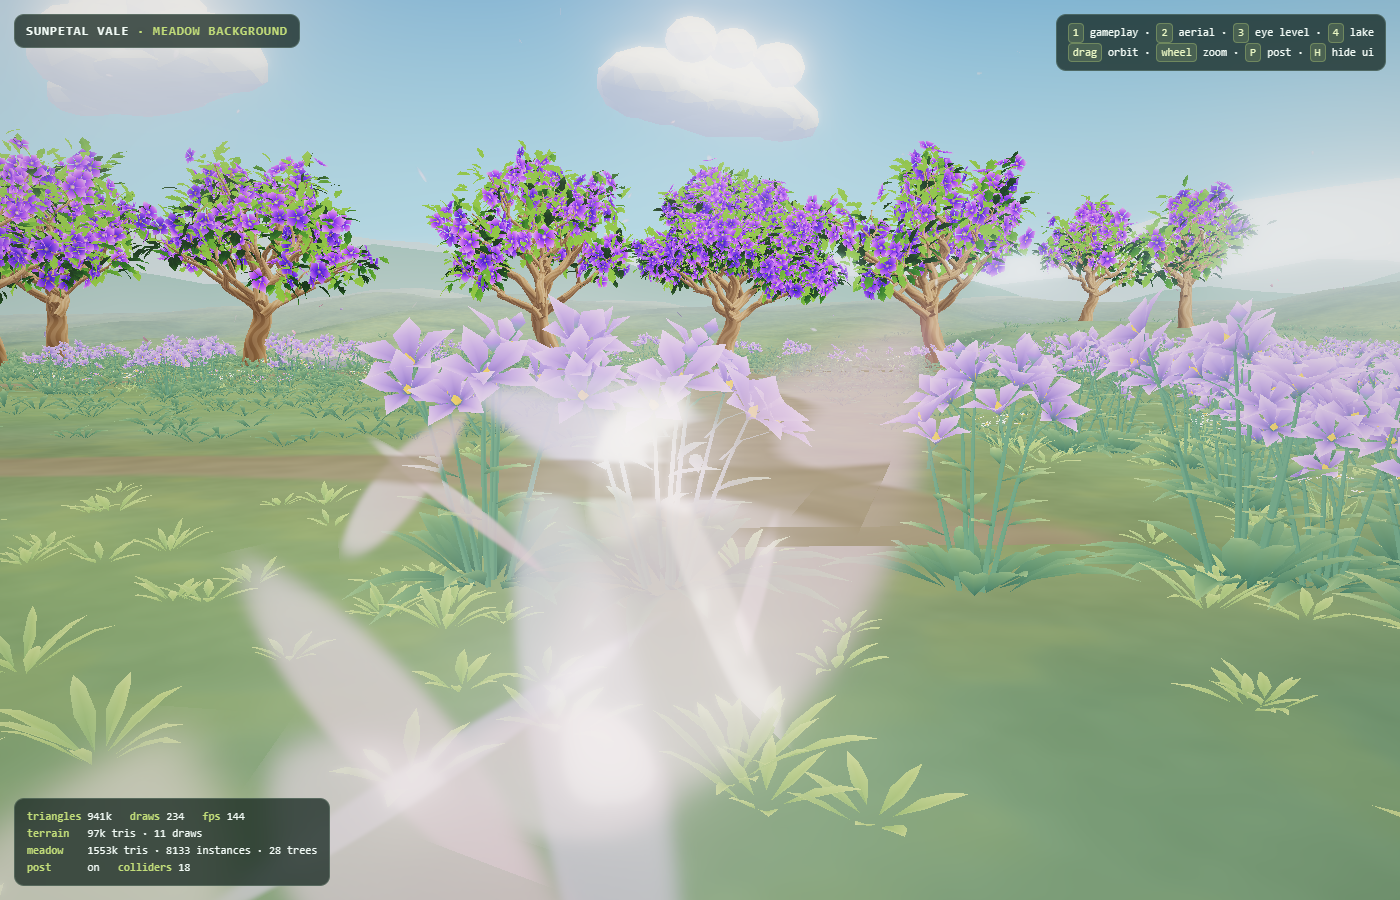 SUNPETAL VALE · MEADOW BACKGROUND
1 gameplay · 2 aerial · 3 eye level · 4 lake
drag orbit · wheel zoom · P post · H hide ui
triangles 941k draws 234 fps 144
terrain 97k tris · 11 draws
meadow 1553k tris · 8133 instances · 28 trees
post on colliders 18